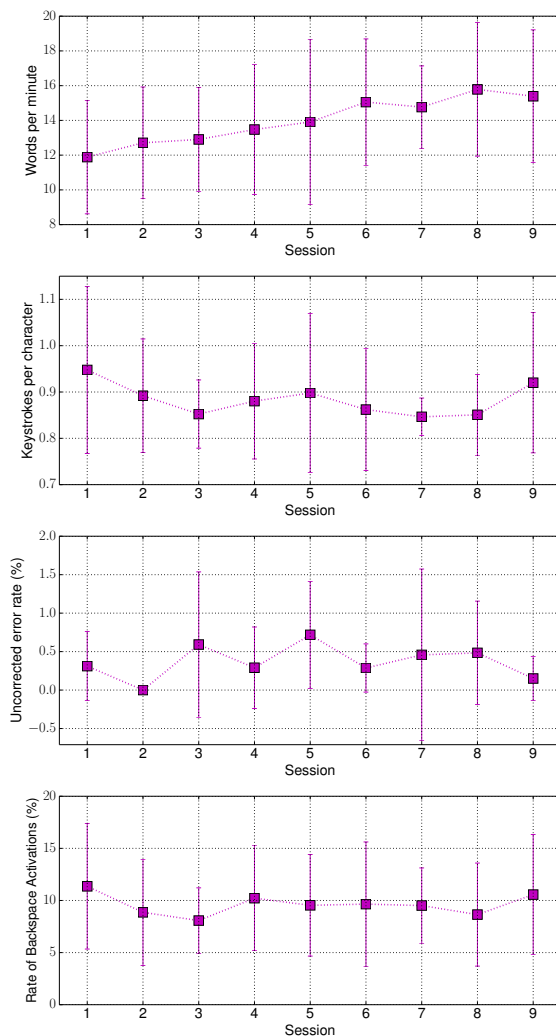 Words per minute
20
18
16
14
12
10
8
1 2 3 4 5 6 7 8 9
Session
Keystrokes per character
1.1
1.0
0.9
0.8
0.7
1 2 3 4 5 6 7 8 9
Session
Uncorrected error rate (%)
2.0
1.5
1.0
0.5
0.0
−0.5
1 2 3 4 5 6 7 8 9
Session
Rate of Backspace Activations (%)
20
15
10
5
0
1 2 3 4 5 6 7 8 9
Session